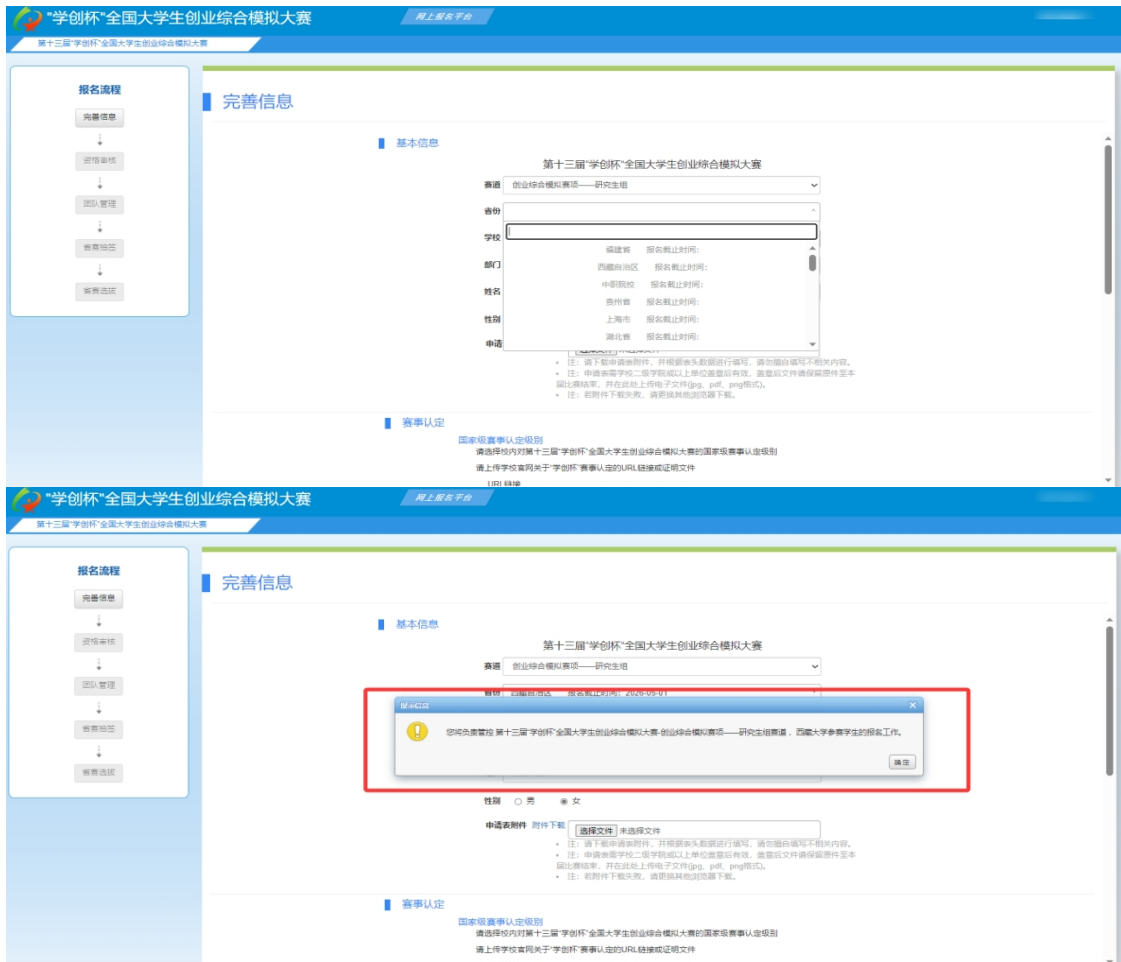 "学创杯"全国大学生创业综合模拟大赛
网上报名平台
第十三届"学创杯"全国大学生创业综合模拟大赛
报名流程
完善信息
资格审核
团队管理
省赛抽签
省赛选拔
完善信息
基本信息
第十三届"学创杯"全国大学生创业综合模拟大赛
赛道 创业综合模拟赛项——研究生组
省份
学校
部门
姓名
性别
申请
福建省 报名截止时间:
西藏自治区 报名截止时间:
中职院校 报名截止时间:
贵州省 报名截止时间:
上海市 报名截止时间:
湖北省 报名截止时间:
注：请下载申请表附件，并根据表头数据进行填写，请勿擅自填写不相关内容。
注：申请表需学校二级学院或以上单位盖章后有效，盖章后文件请保留原件至本
届比赛结束，并在此处上传电子文件(jpg、pdf、png格式)。
注：若附件下载失败，请更换其他浏览器下载。
赛事认定
国家级赛事认定级别
请选择校内对第十三届"学创杯"全国大学生创业综合模拟大赛的国家级赛事认定级别
请上传学校官网关于"学创杯"赛事认定的URL链接或证明文件
URL链接
"学创杯"全国大学生创业综合模拟大赛
网上报名平台
第十三届"学创杯"全国大学生创业综合模拟大赛
报名流程
完善信息
资格审核
团队管理
省赛抽签
省赛选拔
完善信息
基本信息
第十三届"学创杯"全国大学生创业综合模拟大赛
赛道 创业综合模拟赛项——研究生组
省份 西藏自治区 报名截止时间: 2026-05-01
提示信息
您将负责管控 第十三届"学创杯"全国大学生创业综合模拟大赛-创业综合模拟赛项——研究生组赛道 ，西藏大学参赛学生的报名工作。
确定
性别 男 女
申请表附件 附件下载 选择文件 未选择文件
注：请下载申请表附件，并根据表头数据进行填写，请勿擅自填写不相关内容。
注：申请表需学校二级学院或以上单位盖章后有效，盖章后文件请保留原件至本
届比赛结束，并在此处上传电子文件(jpg、pdf、png格式)。
注：若附件下载失败，请更换其他浏览器下载。
赛事认定
国家级赛事认定级别
请选择校内对第十三届"学创杯"全国大学生创业综合模拟大赛的国家级赛事认定级别
请上传学校官网关于"学创杯"赛事认定的URL链接或证明文件